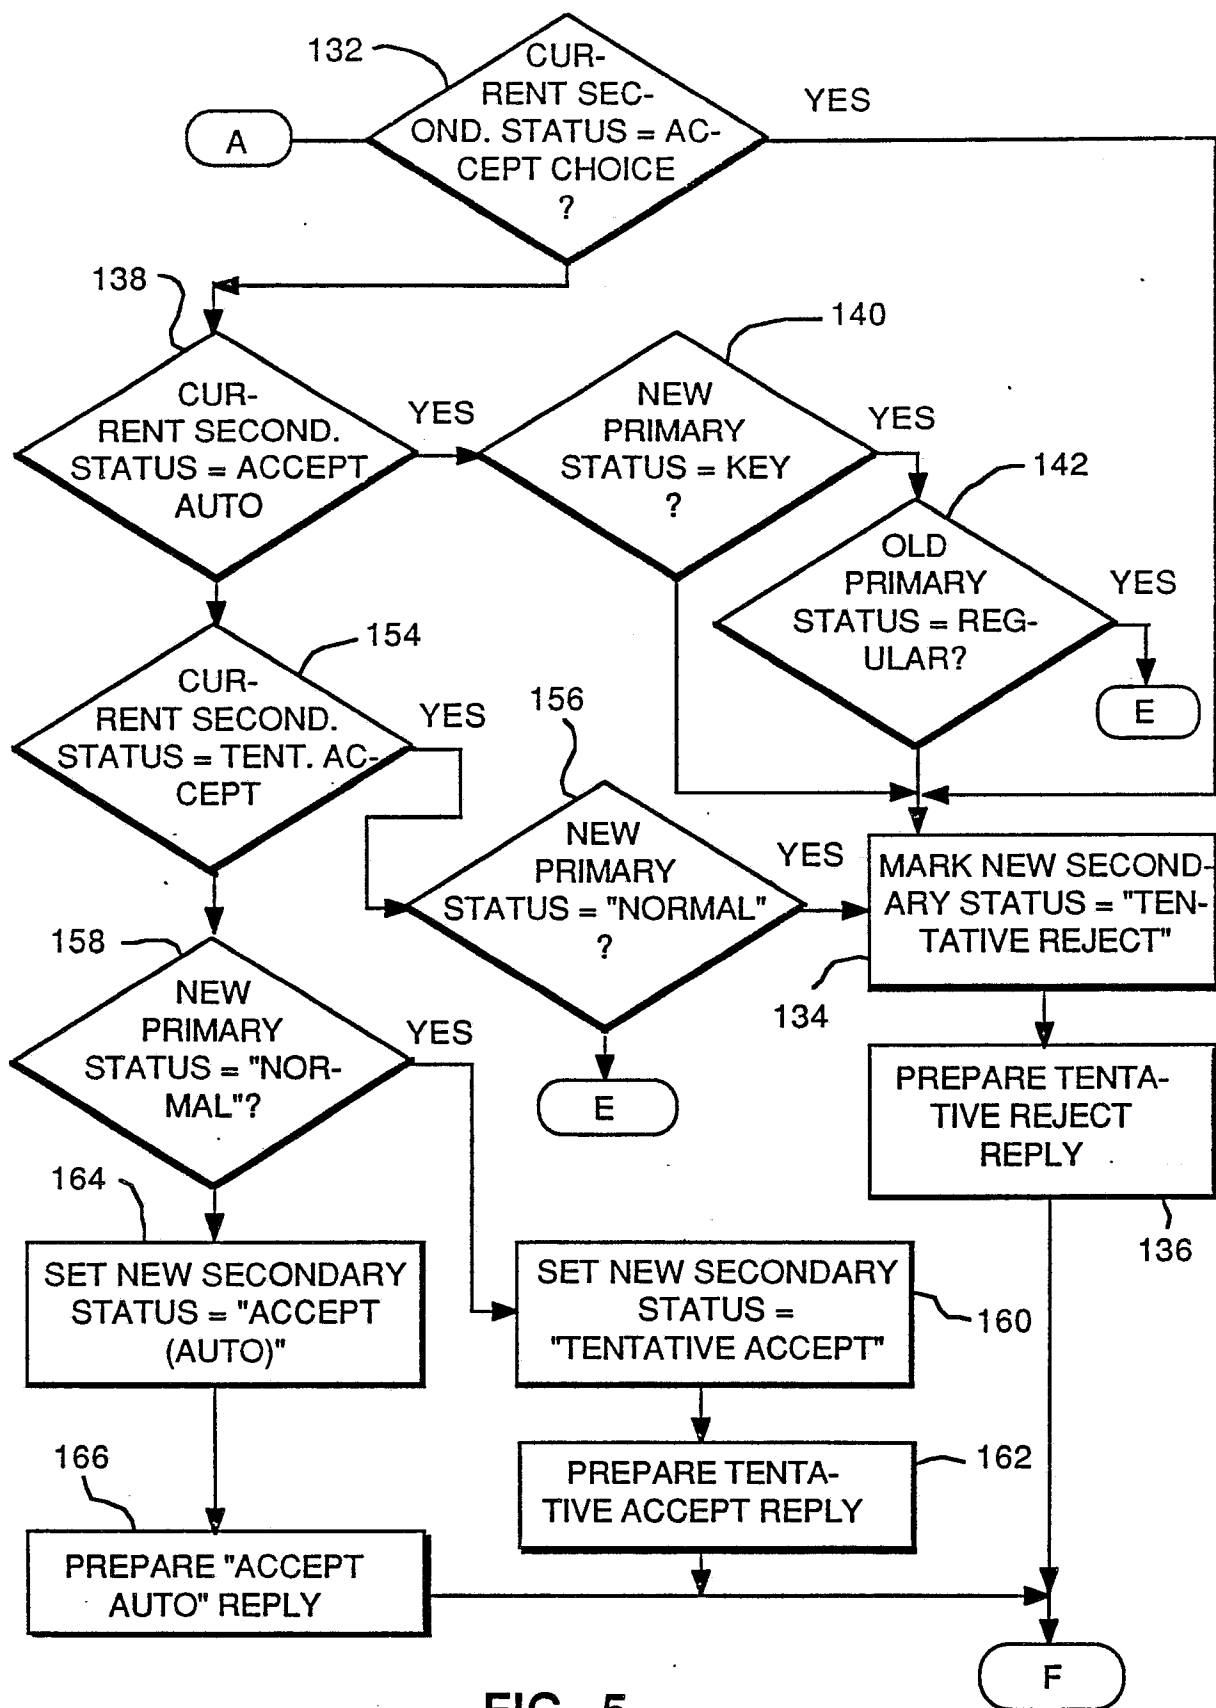 132
CUR-
RENT SEC-
OND. STATUS = AC-
CEPT CHOICE
?
YES
A
138
CUR-
RENT SECOND.
STATUS = ACCEPT
AUTO
YES
140
NEW
PRIMARY
STATUS = KEY
?
YES
142
OLD
PRIMARY
STATUS = REG-
ULAR?
YES
E
154
CUR-
RENT SECOND.
STATUS = TENT. AC-
CEPT
YES
156
NEW
PRIMARY
STATUS = "NORMAL"
?
YES
E
MARK NEW SECOND-
ARY STATUS = "TEN-
TATIVE REJECT"
134
PREPARE TENTA-
TIVE REJECT
REPLY
136
158
NEW
PRIMARY
STATUS = "NOR-
MAL"?
YES
164
SET NEW SECONDARY
STATUS = "ACCEPT
(AUTO)"
SET NEW SECONDARY
STATUS =
"TENTATIVE ACCEPT"
160
166
PREPARE "ACCEPT
AUTO" REPLY
PREPARE TENTA-
TIVE ACCEPT REPLY
162
F
FIG. 5